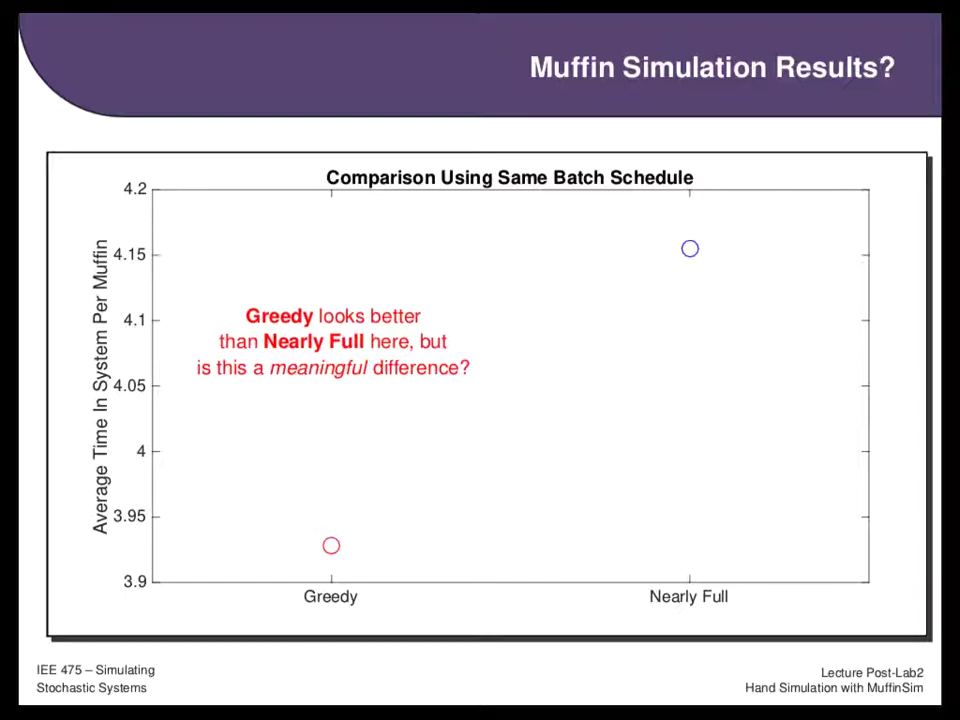 Muffin Simulation Results?
Comparison Using Same Batch Schedule
Average Time In System Per Muffin
4.2
4.15
4.1
4.05
4
3.95
3.9
Greedy looks better
than Nearly Full here, but
is this a meaningful difference?
Greedy
Nearly Full
IEE 475 – Simulating
Stochastic Systems
Lecture Post-Lab2
Hand Simulation with MuffinSim